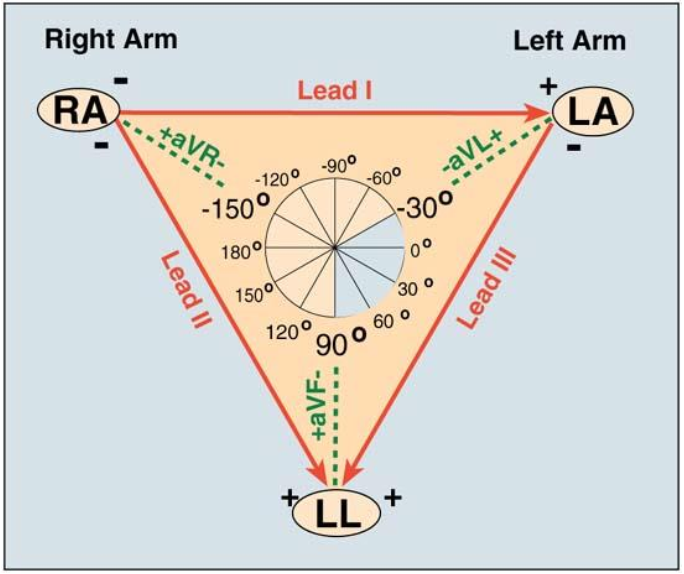 Right Arm
Left Arm
-
+
RA
Lead I
LA
-
-
+aVR-
-aVL+
-90°
-120°
-60°
-150°
-30°
180°
0°
Lead II
Lead III
150°
30°
120°
60°
90°
+aVF-
+
LL
+